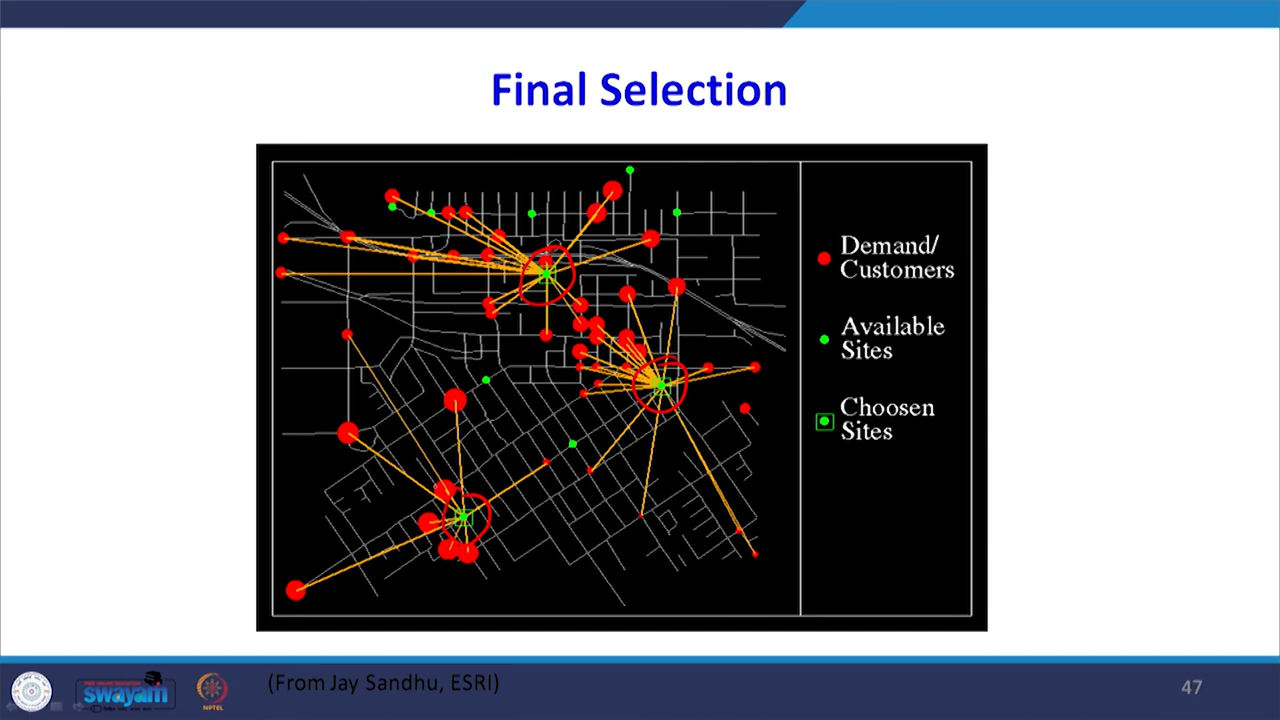 Final Selection
Demand/
Customers
Available
Sites
Choosen
Sites
(From Jay Sandhu, ESRI)
swayam
NPTEL
47